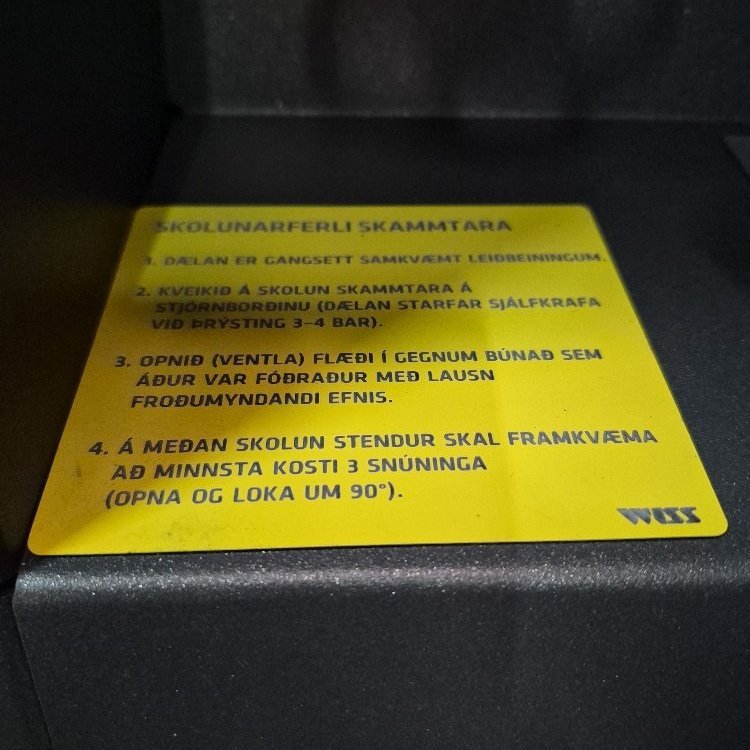 SKOLUNARFERLI SKAMMTARA
1. DÆLAN ER GANGSETT SAMKVÆMT LEIÐBEININGUM.
2. KVEIKIÐ Á SKOLUN SKAMMTARA Á
STJÓRNBORÐINU (DÆLAN STARFAR SJÁLFKRAFA
VIÐ ÞRÝSTING 3-4 BAR).
3. OPNIÐ (VENTLA) FLÆÐI Í GEGNUM BÚNAÐ SEM
ÁÐUR VAR FÓÐRAÐUR MEÐ LAUSN
FROÐUMYNDANDI EFNIS.
4. Á MEÐAN SKOLUN STENDUR SKAL FRAMKVÆMA
AÐ MINNSTA KOSTI 3 SNÚNINGA
(OPNA OG LOKA UM 90°).
WISS